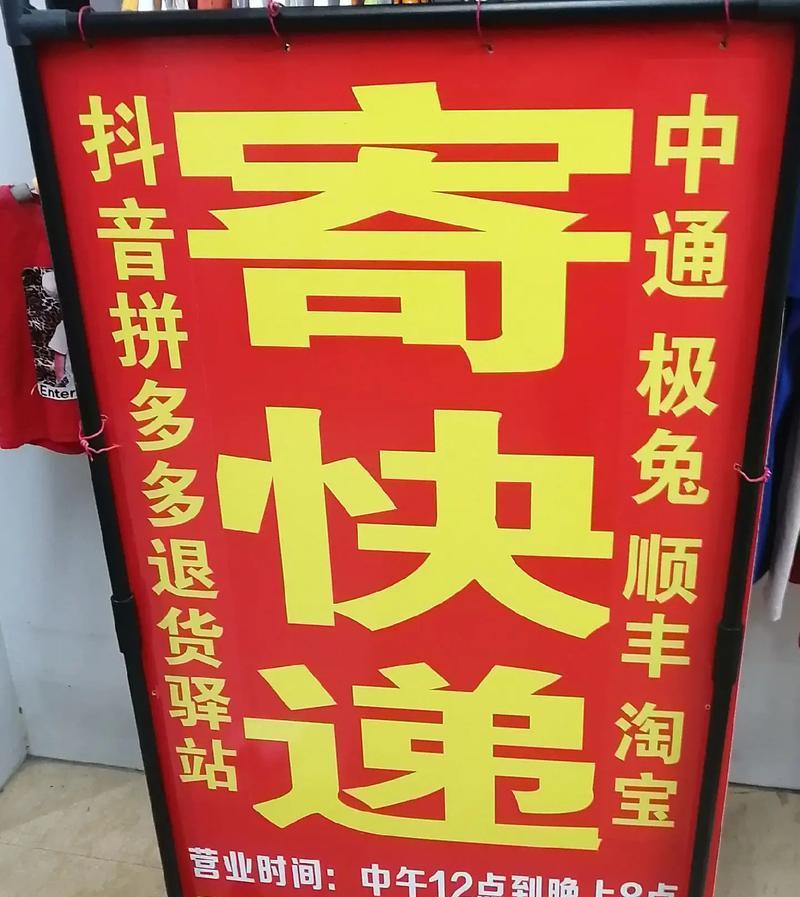 寄快递
抖音拼多多退货驿站
中通 极兔 顺丰 淘宝
营业时间：中午12点到晚上8点
Enter